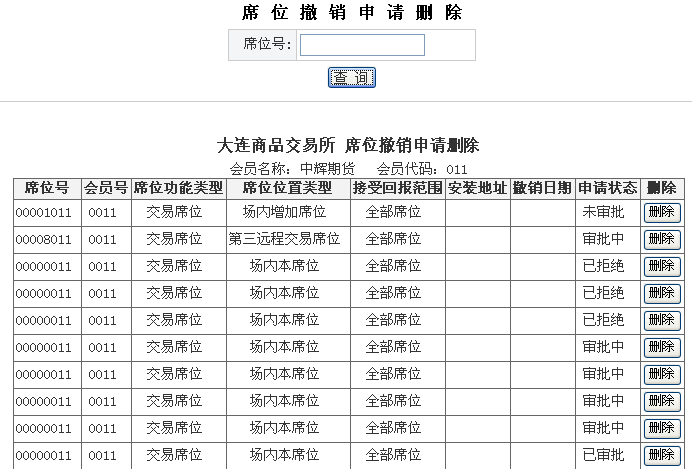 席 位 撤 销 申 请 删 除
席位号:
查 询
大连商品交易所 席位撤销申请删除
会员名称: 中辉期货 会员代码: 011
席位号 会员号 席位功能类型 席位位置类型 接受回报范围 安装地址 撤销日期 申请状态 删除
00001011 0011 交易席位 场内增加席位 全部席位 未审批 删除
00008011 0011 交易席位 第三远程交易席位 全部席位 审批中 删除
00000011 0011 交易席位 场内本席位 全部席位 已拒绝 删除
00000011 0011 交易席位 场内本席位 全部席位 已拒绝 删除
00000011 0011 交易席位 场内本席位 全部席位 已拒绝 删除
00000011 0011 交易席位 场内本席位 全部席位 审批中 删除
00000011 0011 交易席位 场内本席位 全部席位 审批中 删除
00000011 0011 交易席位 场内本席位 全部席位 审批中 删除
00000011 0011 交易席位 场内本席位 全部席位 审批中 删除
00000011 0011 交易席位 场内本席位 全部席位 已审批 删除